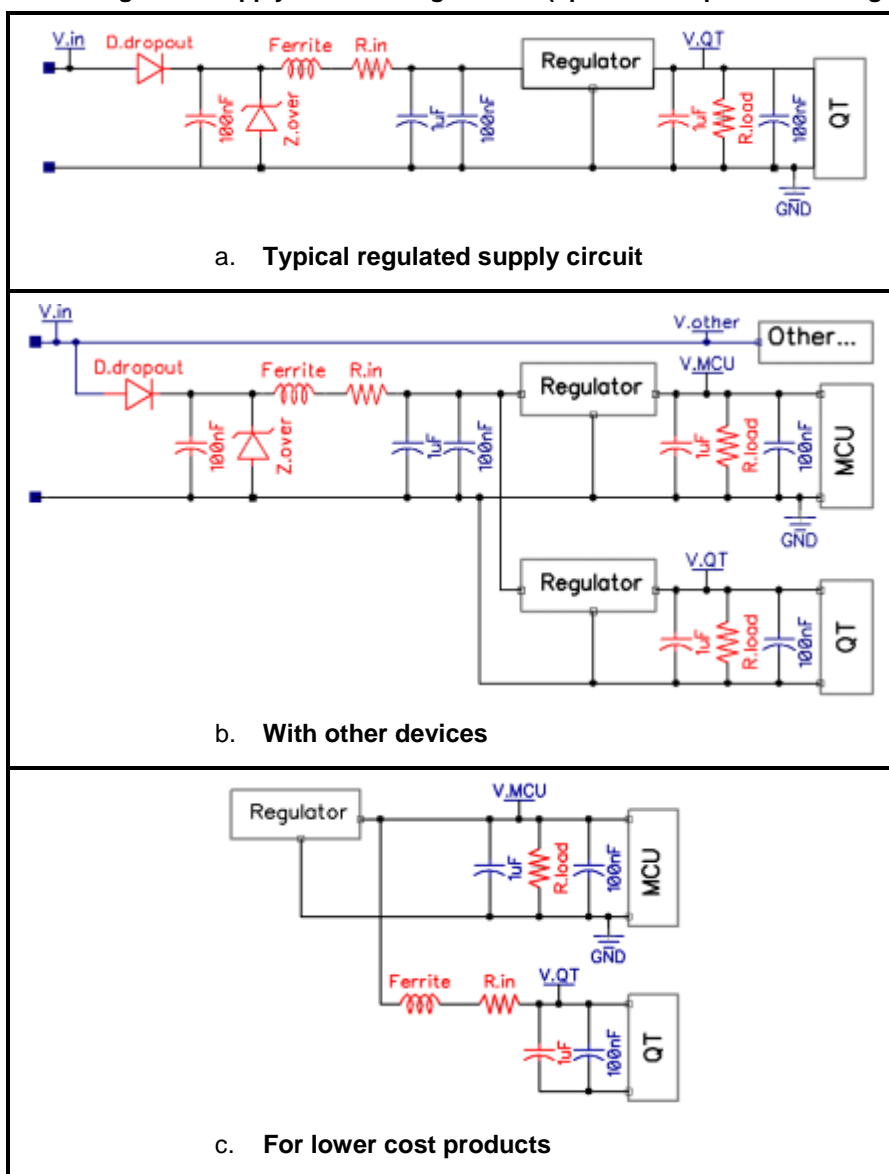 V.in D.dropout Ferrite R.in Regulator V.QT
100nF Z.over 1uF 100nF 1uF R.load 100nF QT
GND
a. Typical regulated supply circuit
V.in V.other Other...
D.dropout Ferrite R.in Regulator V.MCU
100nF Z.over 1uF 100nF 1uF R.load 100nF MCU
GND
Regulator V.QT
1uF R.load 100nF QT
b. With other devices
Regulator V.MCU
1uF R.load 100nF MCU
GND
Ferrite R.in V.QT
1uF 100nF QT
c. For lower cost products